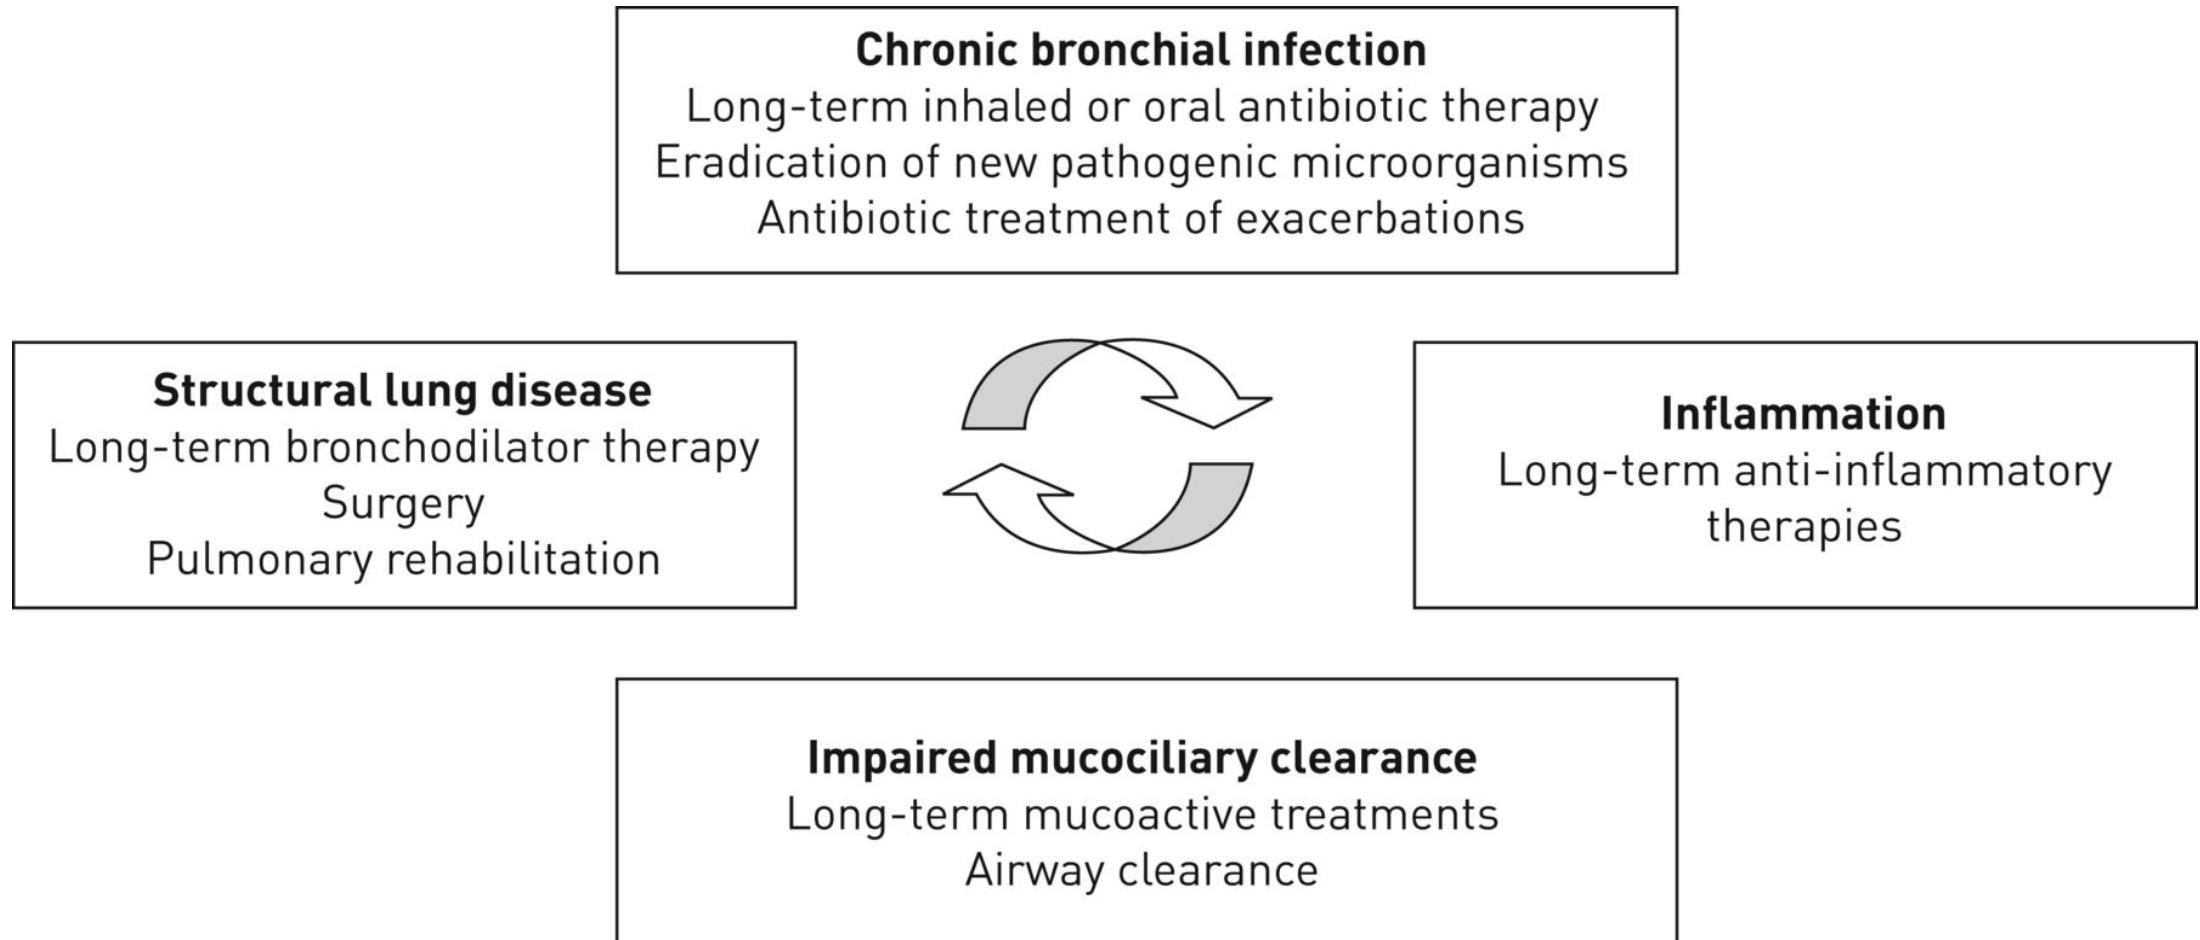 Chronic bronchial infection
Long-term inhaled or oral antibiotic therapy
Eradication of new pathogenic microorganisms
Antibiotic treatment of exacerbations
Structural lung disease
Long-term bronchodilator therapy
Surgery
Pulmonary rehabilitation
Inflammation
Long-term anti-inflammatory
therapies
Impaired mucociliary clearance
Long-term mucoactive treatments
Airway clearance